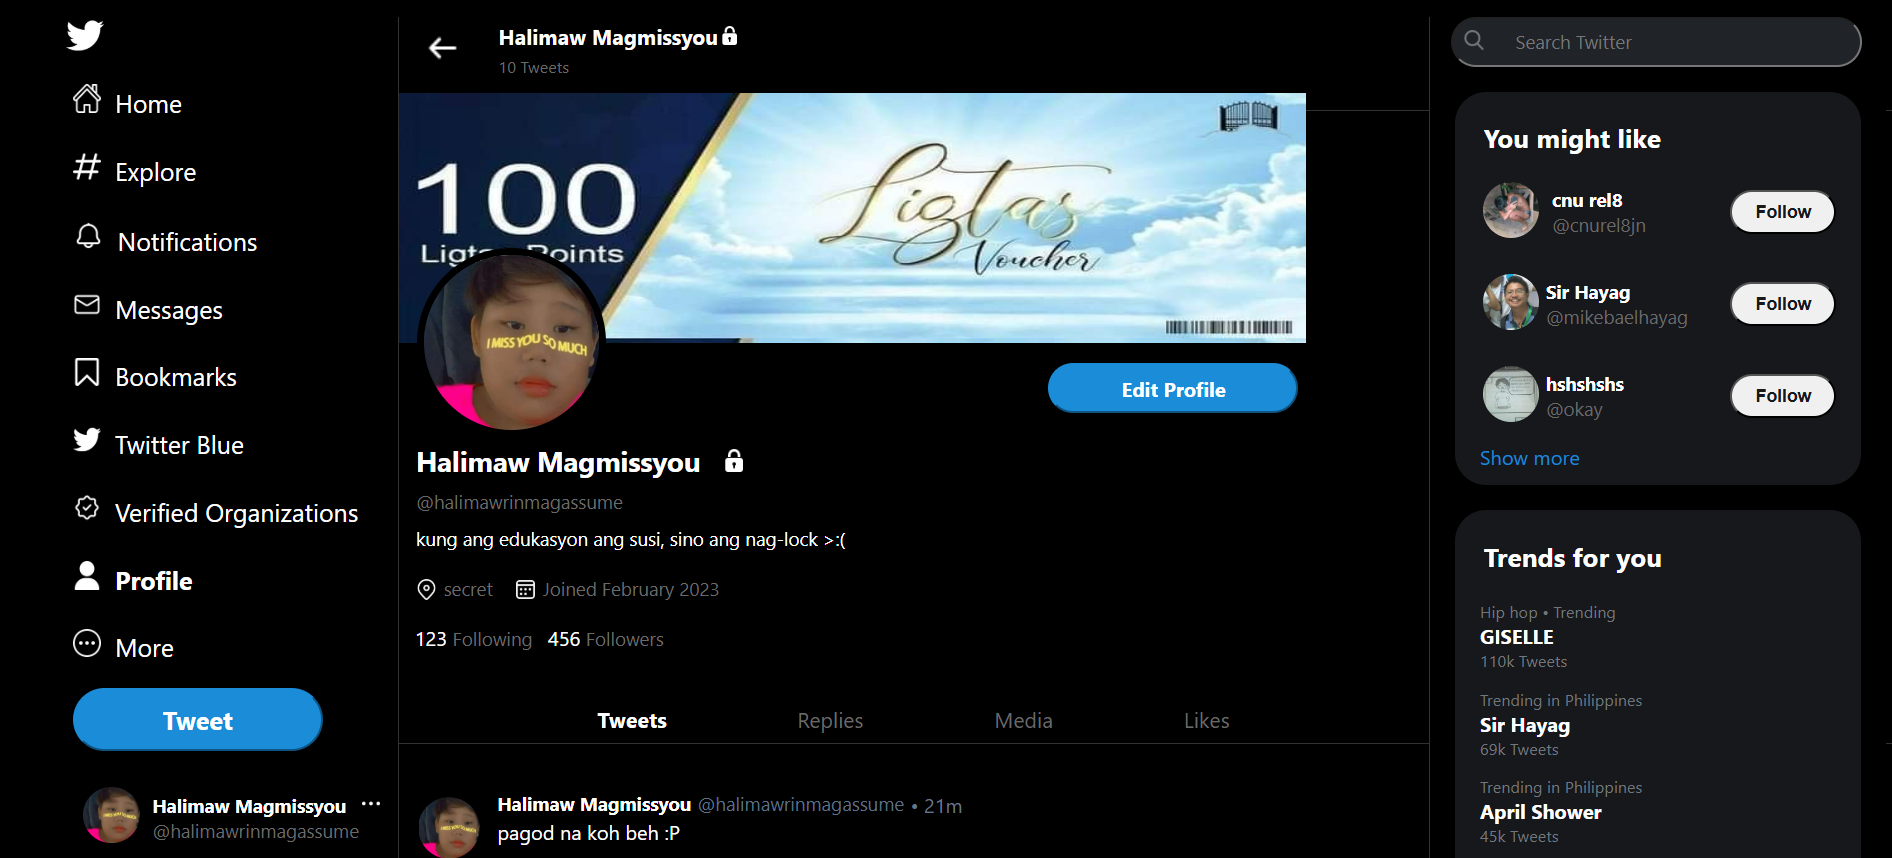 Home
Explore
Notifications
Messages
Bookmarks
Twitter Blue
Verified Organizations
Profile
More
Tweet
Halimaw Magmissyou ···
@halimawrinmagassume
Halimaw Magmissyou
10 Tweets
100
Ligtas Points
Ligtas
Voucher
I MISS YOU SO MUCH
Edit Profile
Halimaw Magmissyou
@halimawrinmagassume
kung ang edukasyon ang susi, sino ang nag-lock >:(
secret Joined February 2023
123 Following 456 Followers
Tweets Replies Media Likes
Halimaw Magmissyou @halimawrinmagassume • 21m
pagod na koh beh :P
Search Twitter
You might like
cnu rel8
@cnurel8jn
Follow
Sir Hayag
@mikebaelhayag
Follow
hshshshs
@okay
Follow
Show more
Trends for you
Hip hop • Trending
GISELLE
110k Tweets
Trending in Philippines
Sir Hayag
69k Tweets
Trending in Philippines
April Shower
45k Tweets